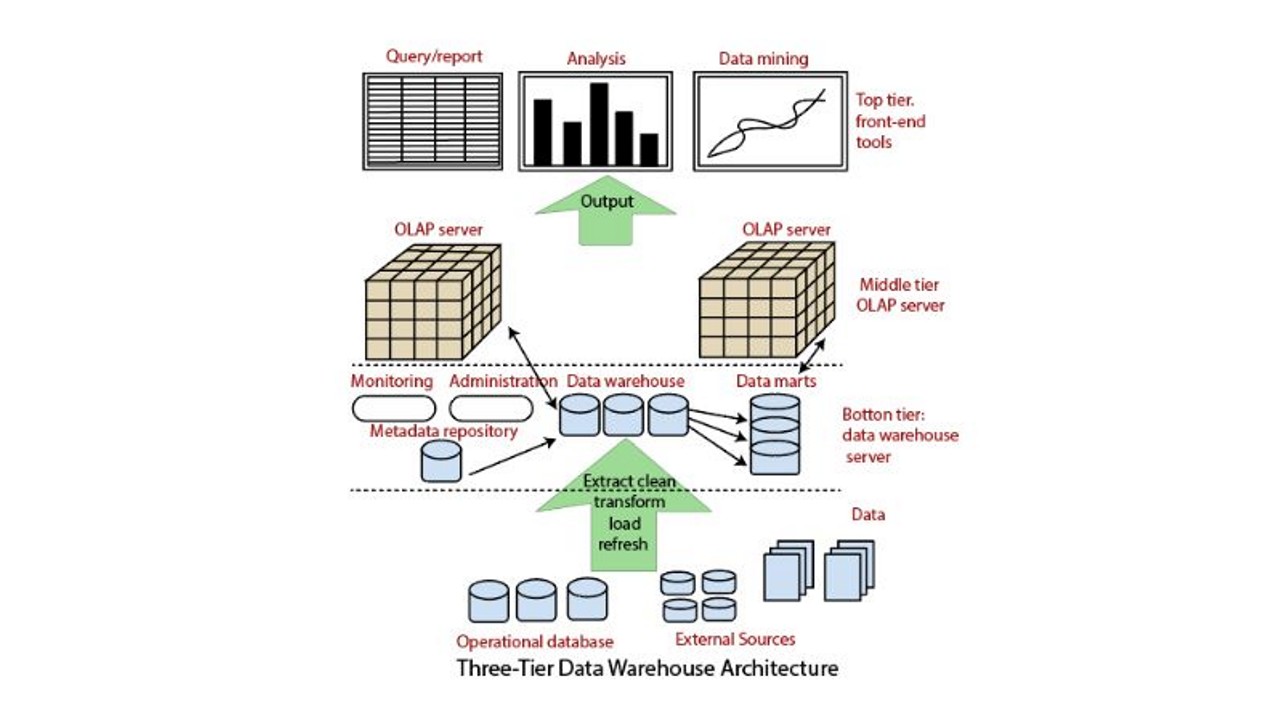 Query/report
Analysis
Data mining
Top tier.
front-end
tools
Output
OLAP server
OLAP server
Middle tier
OLAP server
Monitoring
Administration
Data warehouse
Data marts
Metadata repository
Botton tier:
data warehouse
server
Extract clean
transform
load
refresh
Data
Operational database
External Sources
Three-Tier Data Warehouse Architecture